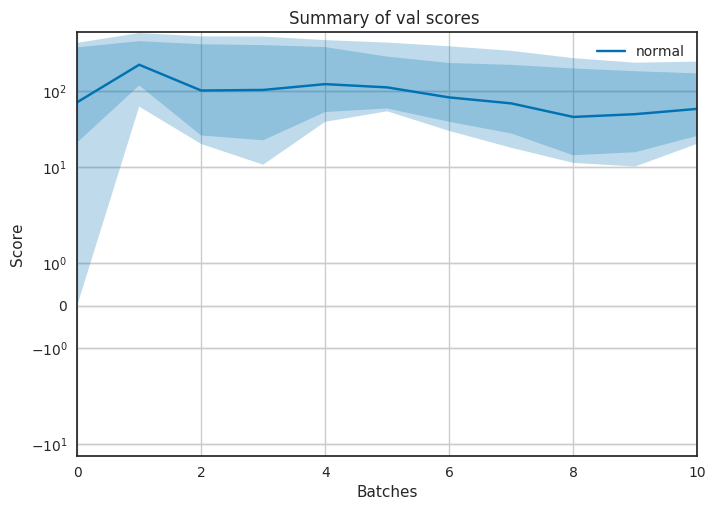 Summary of val scores
normal
10²
10¹
10⁰
0
−10⁰
−10¹
Score
0 2 4 6 8 10
Batches